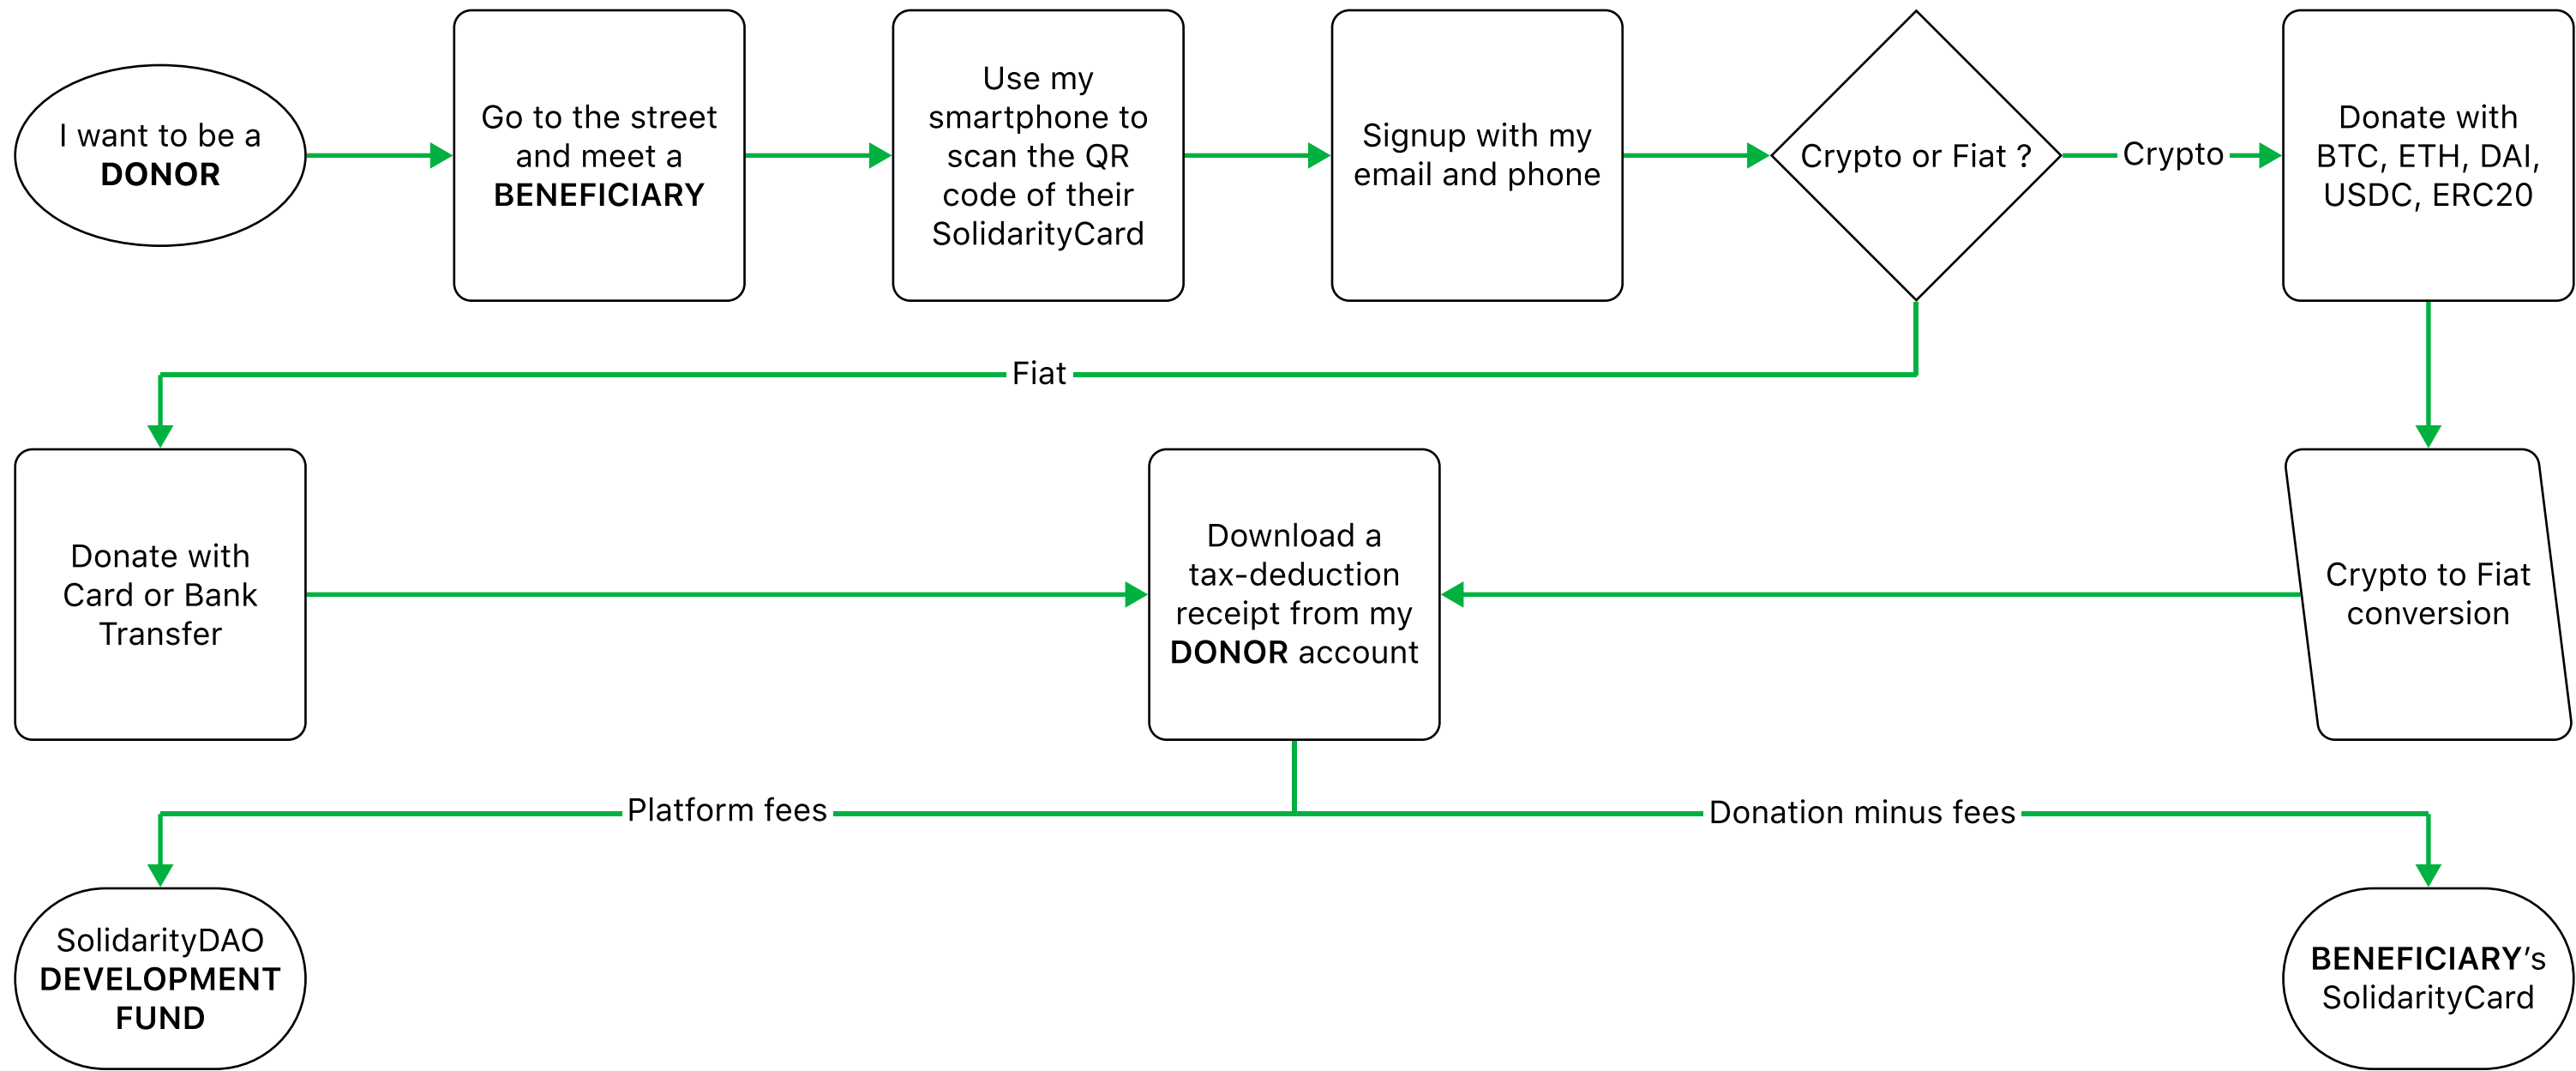 I want to be a
DONOR
Go to the street
and meet a
BENEFICIARY
Use my
smartphone to
scan the QR
code of their
SolidarityCard
Signup with my
email and phone
Crypto or Fiat ?
Crypto
Donate with
BTC, ETH, DAI,
USDC, ERC20
Fiat
Donate with
Card or Bank
Transfer
Download a
tax-deduction
receipt from my
DONOR account
Crypto to Fiat
conversion
Platform fees
Donation minus fees
SolidarityDAO
DEVELOPMENT
FUND
BENEFICIARY’s
SolidarityCard